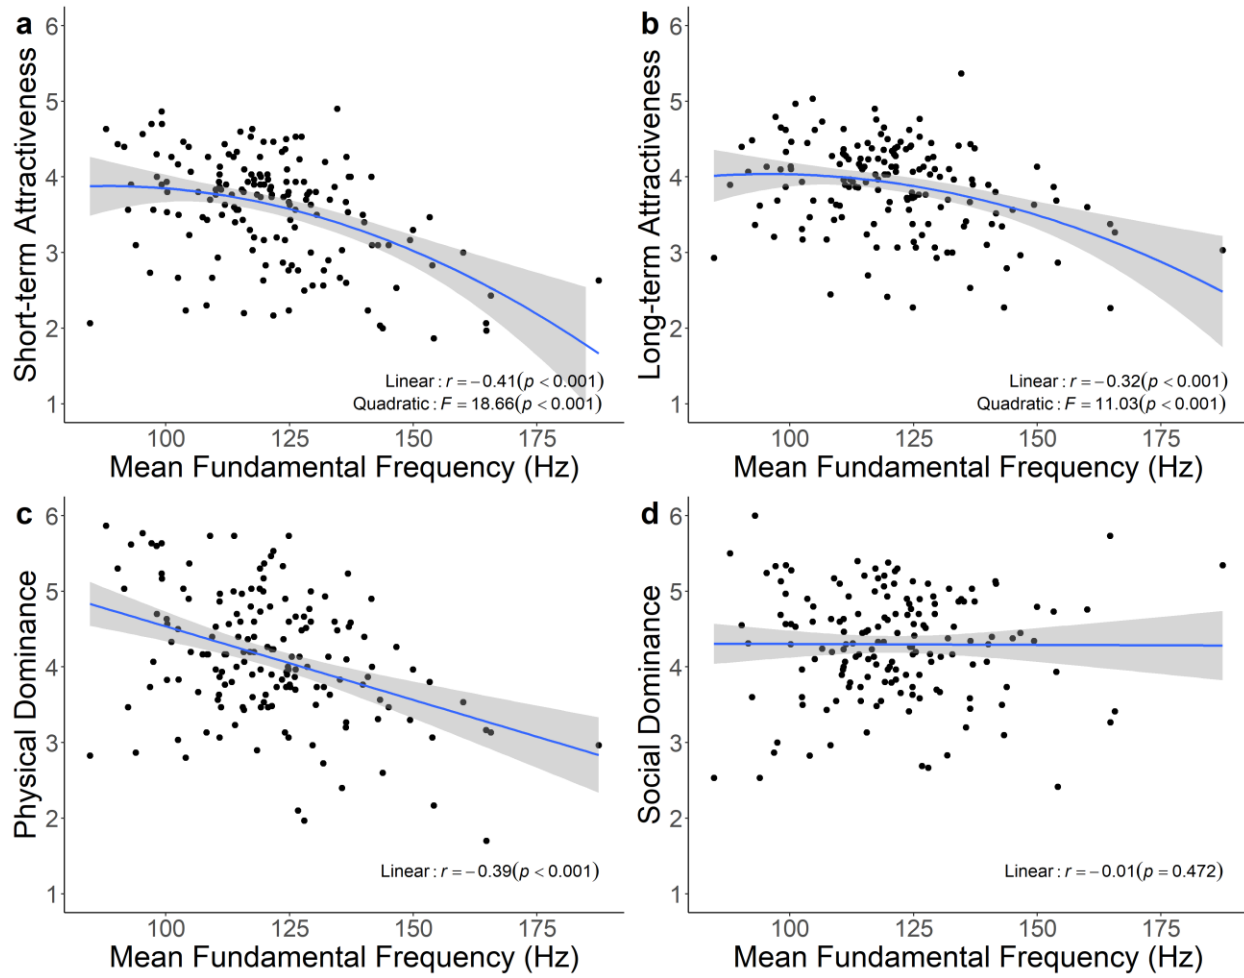 a
6
5
4
3
2
1
Short-term Attractiveness
Linear : r = −0.41(p < 0.001)
Quadratic : F = 18.66(p < 0.001)
100 125 150 175
Mean Fundamental Frequency (Hz)
b
6
5
4
3
2
1
Long-term Attractiveness
Linear : r = −0.32(p < 0.001)
Quadratic : F = 11.03(p < 0.001)
100 125 150 175
Mean Fundamental Frequency (Hz)
c
6
5
4
3
2
1
Physical Dominance
Linear : r = −0.39(p < 0.001)
100 125 150 175
Mean Fundamental Frequency (Hz)
d
6
5
4
3
2
1
Social Dominance
Linear : r = −0.01(p = 0.472)
100 125 150 175
Mean Fundamental Frequency (Hz)